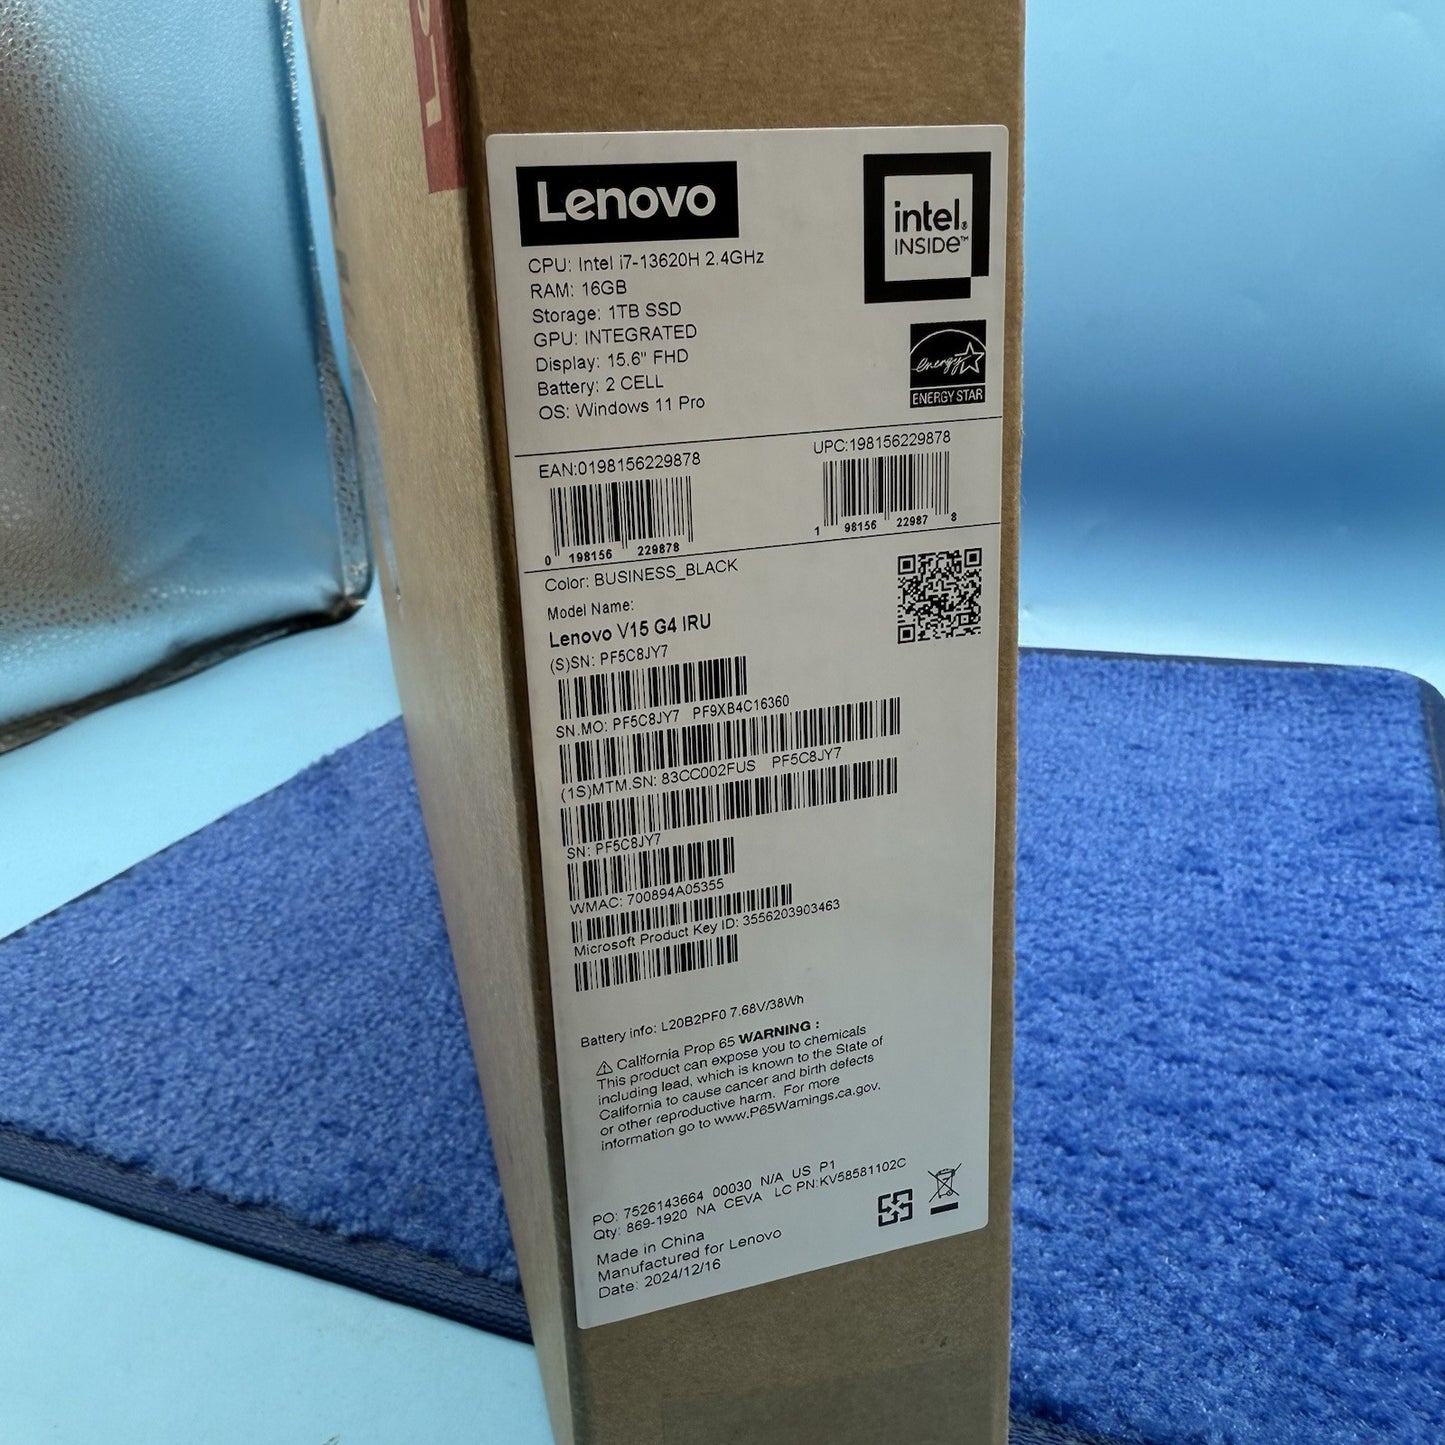 Lenovo
intel.
INSIDE™
CPU: Intel i7-13620H 2.4GHz
RAM: 16GB
Storage: 1TB SSD
GPU: INTEGRATED
Display: 15.6" FHD
Battery: 2 CELL
OS: Windows 11 Pro
energy
ENERGY STAR
EAN:0198156229878
UPC:198156229878
0 198156 229878
1 98156 22987 8
Color: BUSINESS_BLACK
Model Name:
Lenovo V15 G4 IRU
(S)SN: PF5C8JY7
SN.MO: PF5C8JY7 PF9XB4C16360
(1S)MTM.SN: 83CC002FUS PF5C8JY7
SN: PF5C8JY7
WMAC: 700894A05355
Microsoft Product Key ID: 3556203903463
Battery info: L20B2PF0 7.68V/38Wh
⚠ California Prop 65 WARNING :
This product can expose you to chemicals
including lead, which is known to the State of
California to cause cancer and birth defects
or other reproductive harm. For more
information go to www.P65Warnings.ca.gov.
PO: 7526143664 00030 N/A US P1
Qty: 869-1920 NA CEVA LC PN:KV58581102C
Made in China
Manufactured for Lenovo
Date: 2024/12/16